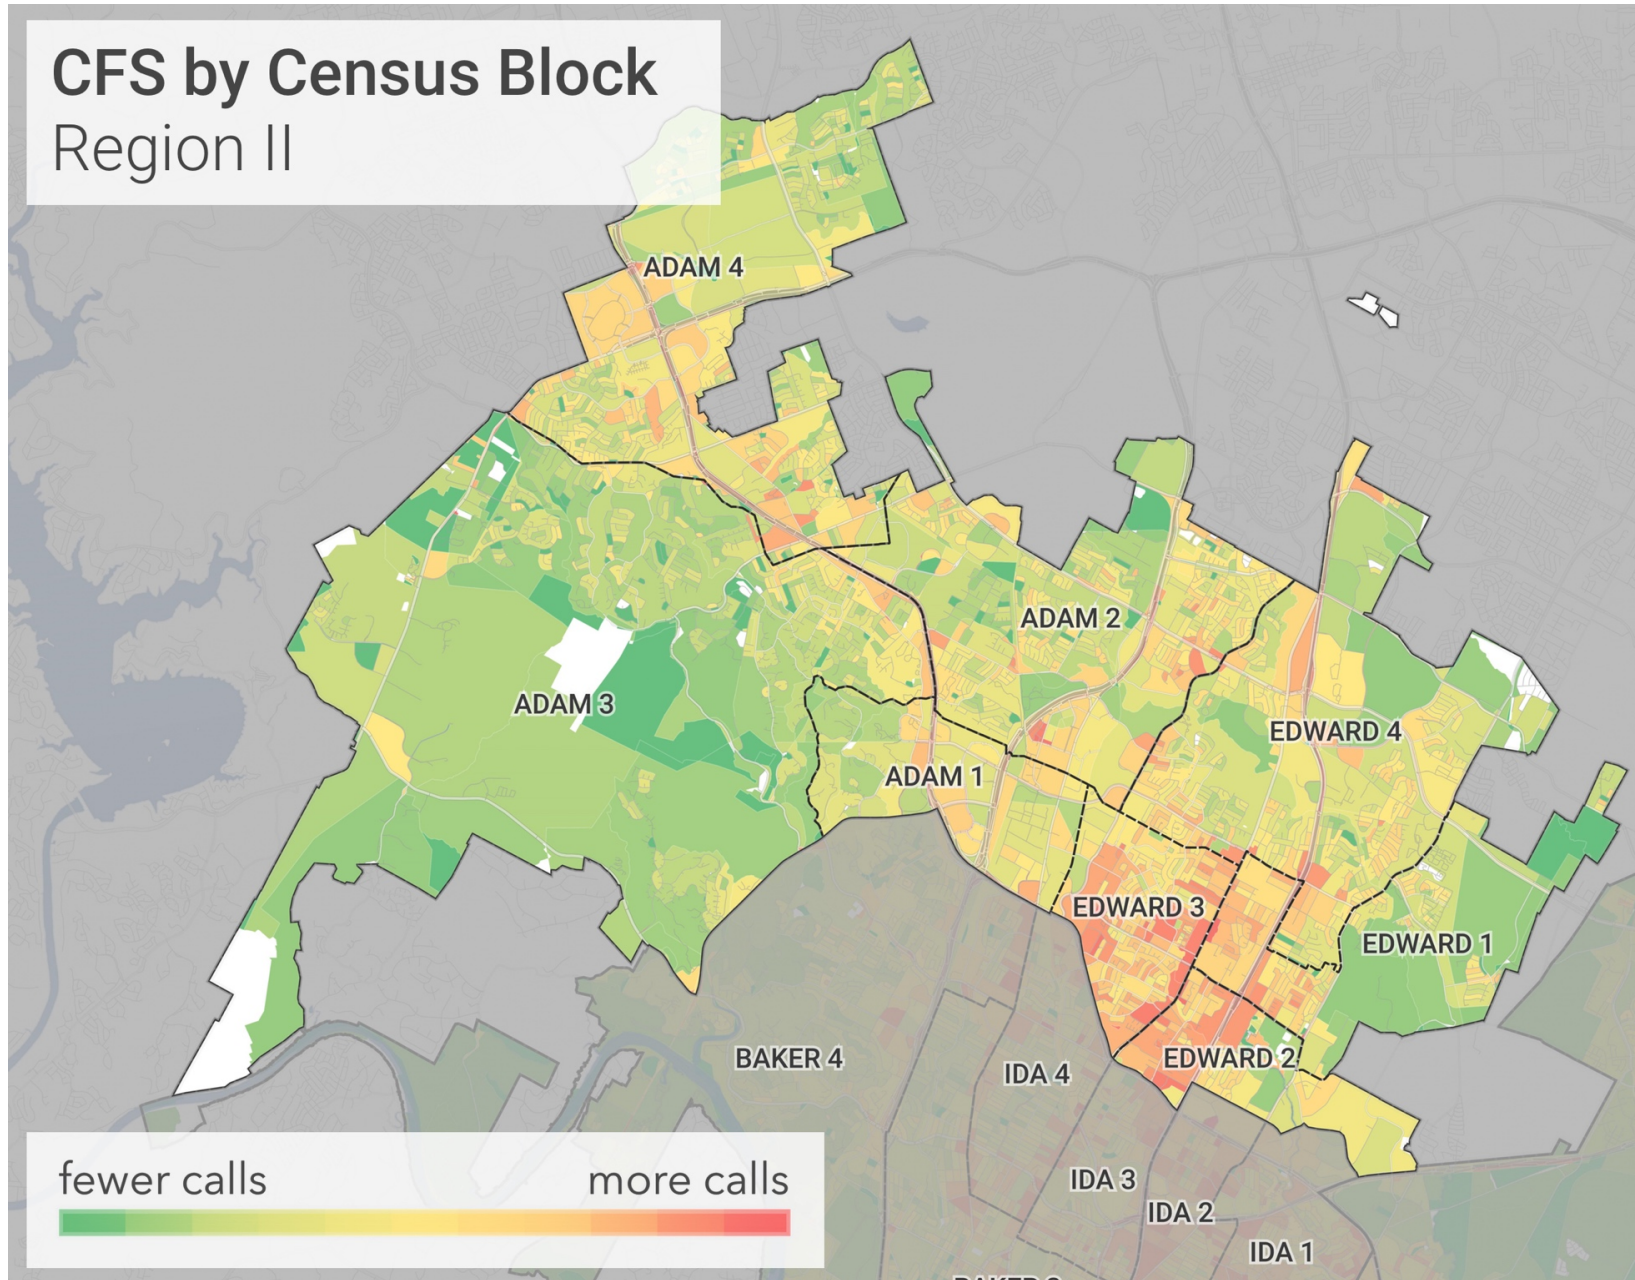 CFS by Census Block
Region II
ADAM 4
ADAM 2
ADAM 3
EDWARD 4
ADAM 1
EDWARD 3
EDWARD 1
BAKER 4
IDA 4
EDWARD 2
IDA 3
IDA 2
IDA 1
fewer calls
more calls